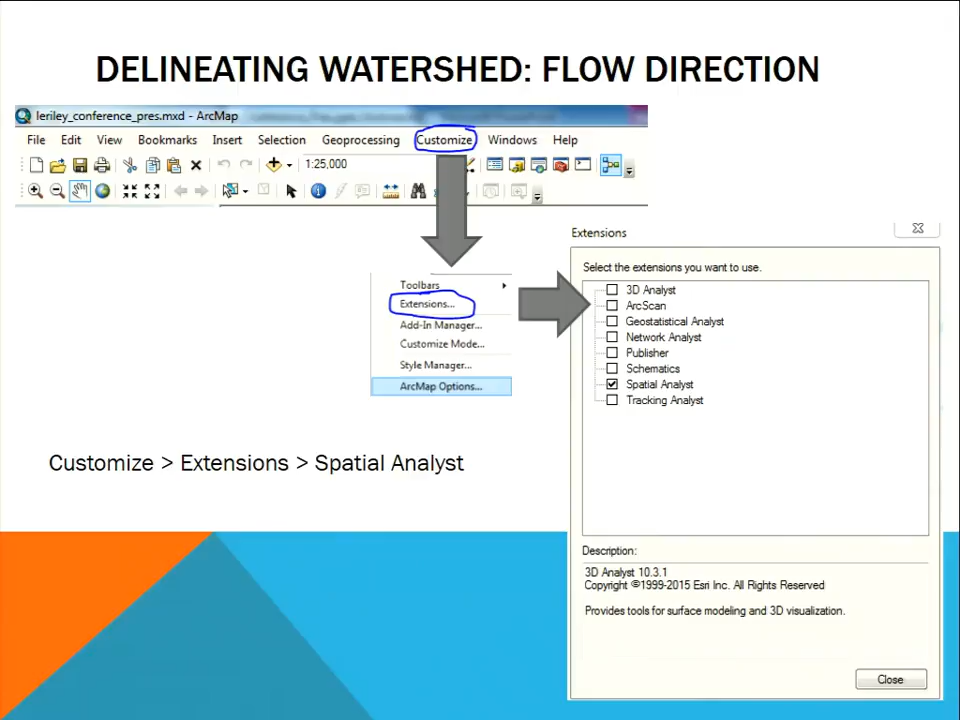 DELINEATING WATERSHED: FLOW DIRECTION
leriley_conference_pres.mxd - ArcMap
File Edit View Bookmarks Insert Selection Geoprocessing Customize Windows Help
1:25,000
Toolbars
Extensions...
Add-In Manager...
Customize Mode...
Style Manager...
ArcMap Options...
Extensions
Select the extensions you want to use.
3D Analyst
ArcScan
Geostatistical Analyst
Network Analyst
Publisher
Schematics
Spatial Analyst
Tracking Analyst
Customize > Extensions > Spatial Analyst
Description:
3D Analyst 10.3.1
Copyright ©1999-2015 Esri Inc. All Rights Reserved
Provides tools for surface modeling and 3D visualization.
Close